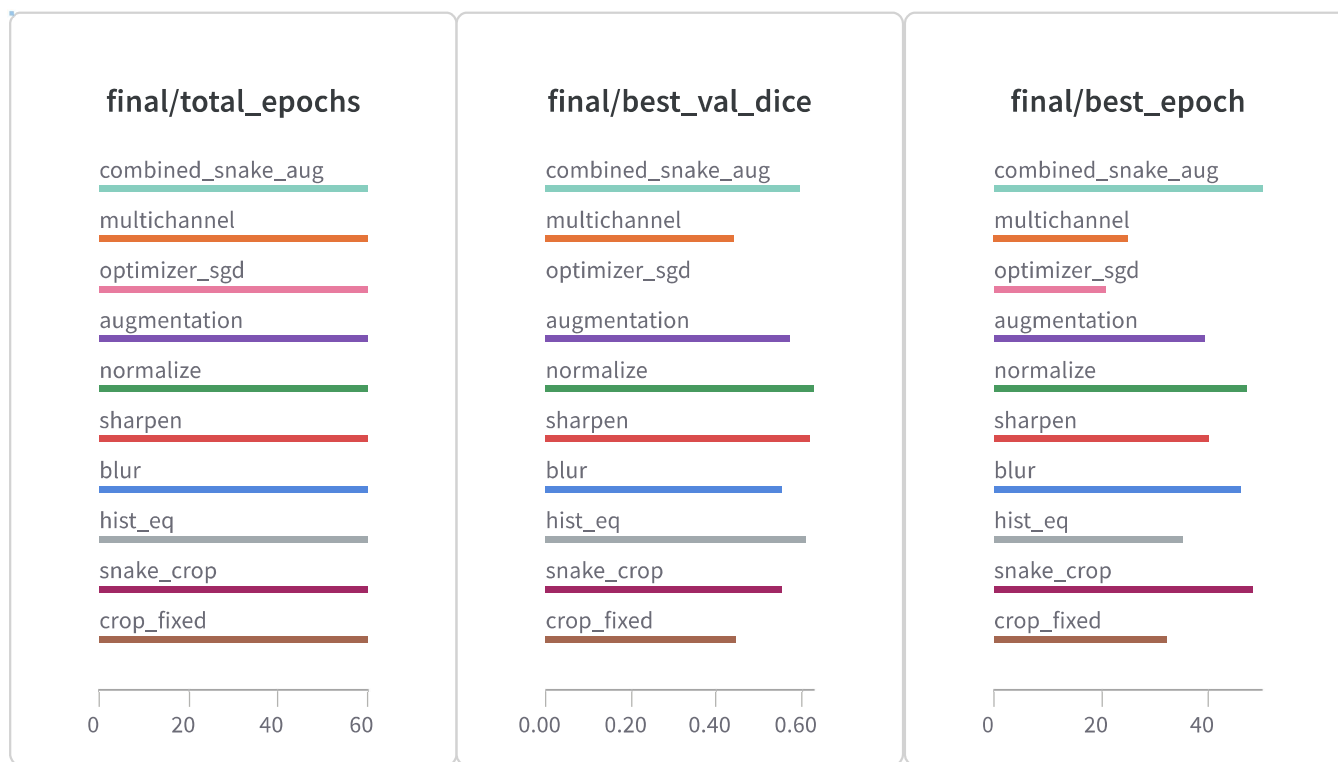 final/total_epochs
combined_snake_aug
multichannel
optimizer_sgd
augmentation
normalize
sharpen
blur
hist_eq
snake_crop
crop_fixed
0 20 40 60
final/best_val_dice
combined_snake_aug
multichannel
optimizer_sgd
augmentation
normalize
sharpen
blur
hist_eq
snake_crop
crop_fixed
0.00 0.20 0.40 0.60
final/best_epoch
combined_snake_aug
multichannel
optimizer_sgd
augmentation
normalize
sharpen
blur
hist_eq
snake_crop
crop_fixed
0 20 40